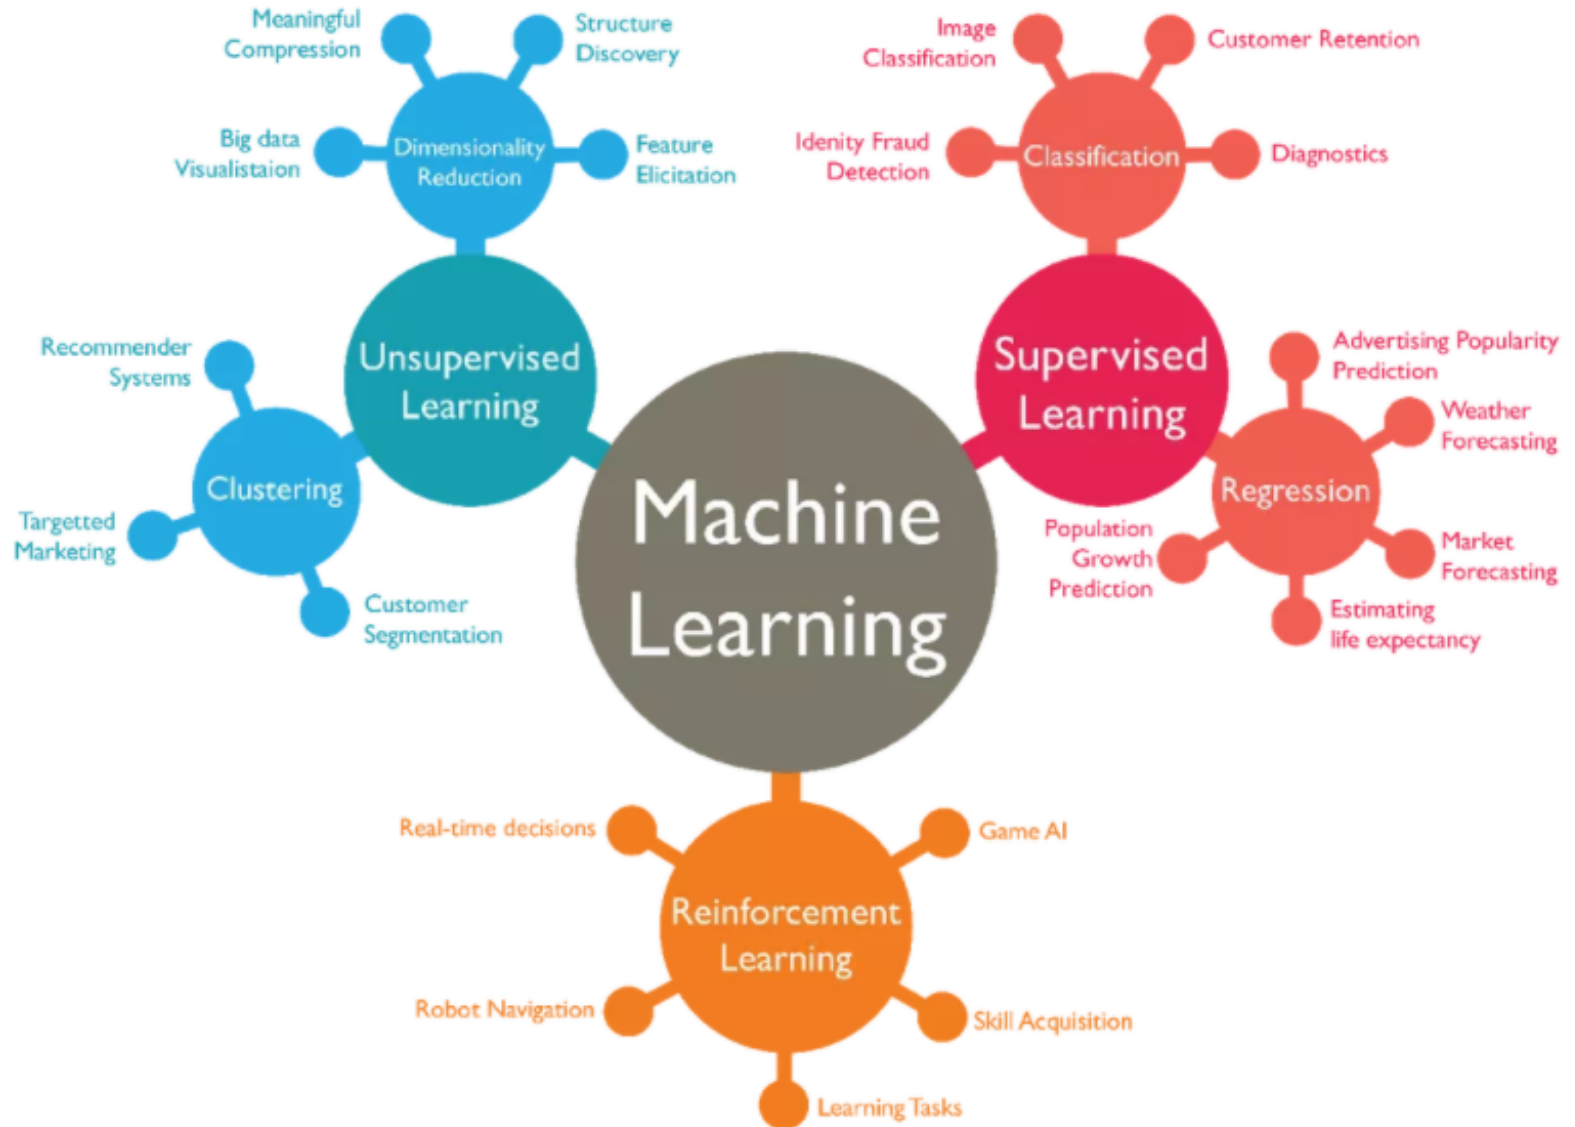 Meaningful
Compression
Structure
Discovery
Big data
Visualistaion
Dimensionality
Reduction
Feature
Elicitation
Image
Classification
Customer Retention
Idenity Fraud
Detection
Classification
Diagnostics
Recommender
Systems
Unsupervised
Learning
Clustering
Targetted
Marketing
Customer
Segmentation
Machine
Learning
Supervised
Learning
Advertising Popularity
Prediction
Weather
Forecasting
Regression
Population
Growth
Prediction
Market
Forecasting
Estimating
life expectancy
Real-time decisions
Game AI
Reinforcement
Learning
Robot Navigation
Skill Acquisition
Learning Tasks